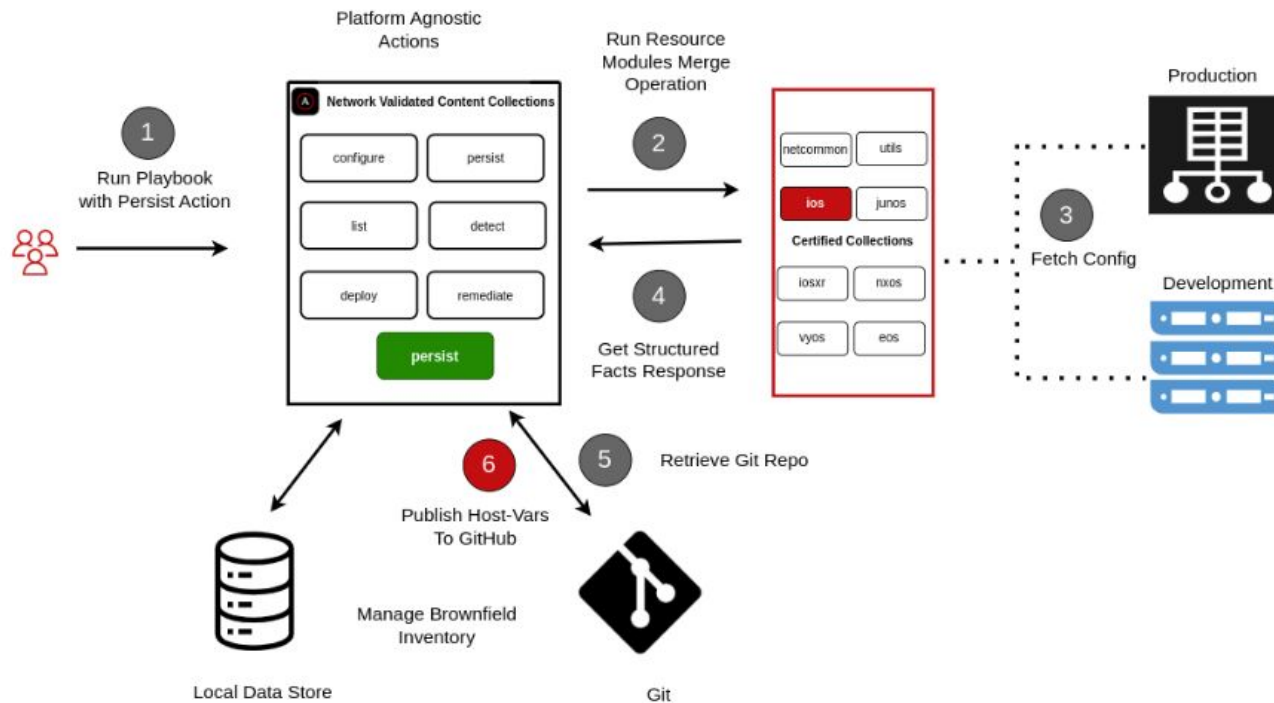 Platform Agnostic
Actions
Run Resource
Modules Merge
Operation
Production
A
Network Validated Content Collections
1
Run Playbook
with Persist Action
configure
persist
list
detect
deploy
remediate
persist
2
netcommon
utils
ios
junos
Certified Collections
iosxr
nxos
vyos
eos
3
Fetch Config
Development
4
Get Structured
Facts Response
6
Publish Host-Vars
To GitHub
5
Retrieve Git Repo
Manage Brownfield
Inventory
Local Data Store
Git